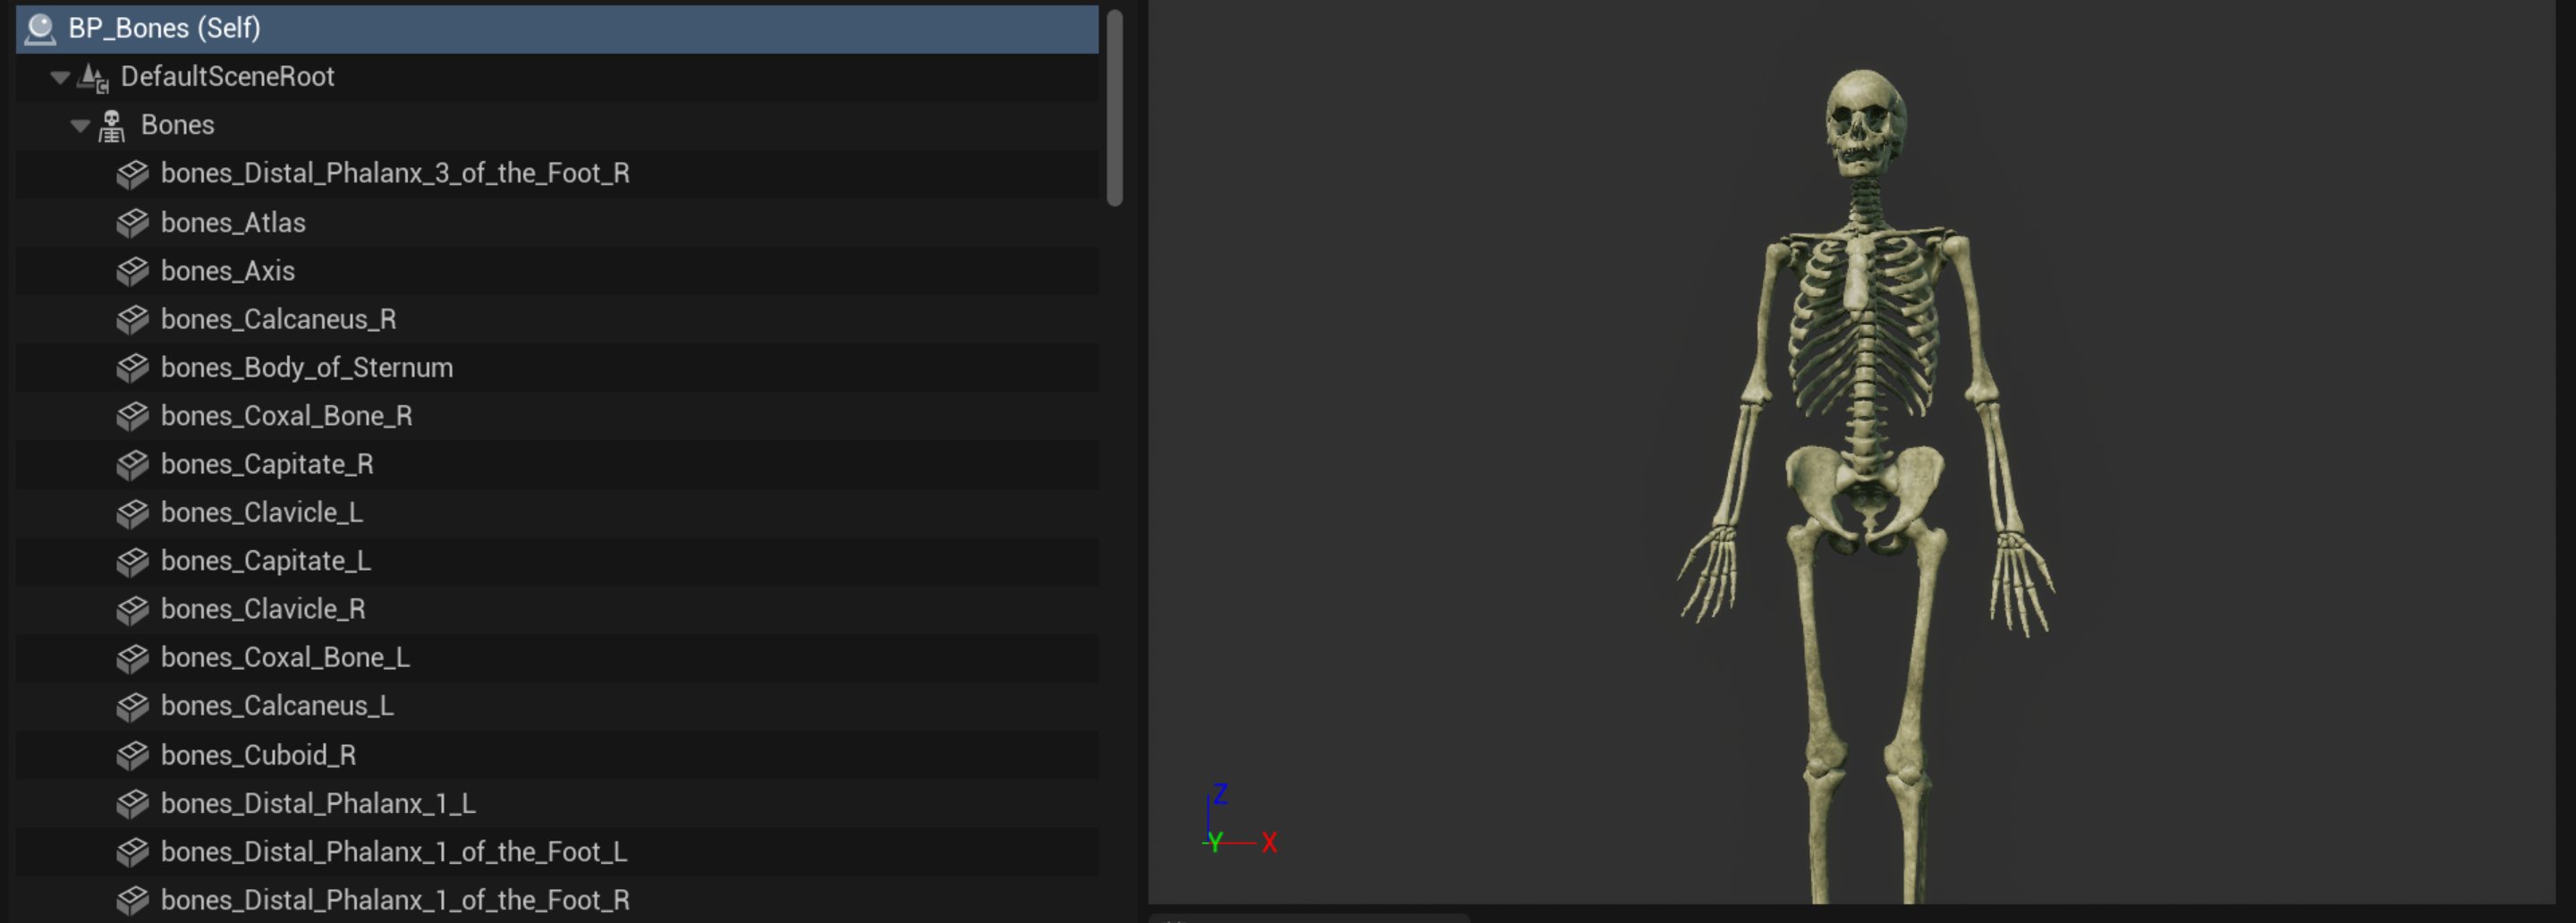 BP_Bones (Self)
DefaultSceneRoot
Bones
bones_Distal_Phalanx_3_of_the_Foot_R
bones_Atlas
bones_Axis
bones_Calcaneus_R
bones_Body_of_Sternum
bones_Coxal_Bone_R
bones_Capitate_R
bones_Clavicle_L
bones_Capitate_L
bones_Clavicle_R
bones_Coxal_Bone_L
bones_Calcaneus_L
bones_Cuboid_R
bones_Distal_Phalanx_1_L
bones_Distal_Phalanx_1_of_the_Foot_L
bones_Distal_Phalanx_1_of_the_Foot_R
Z
Y X